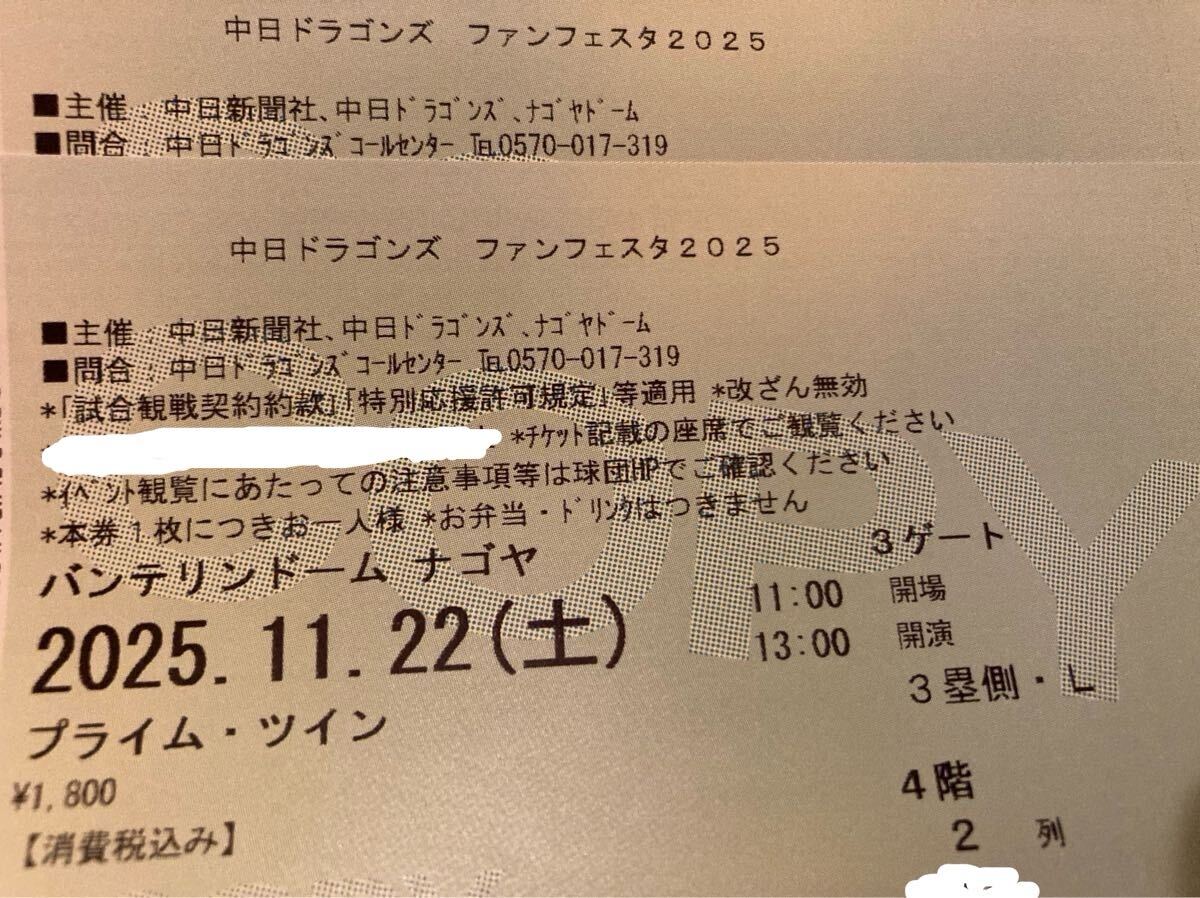 中日ドラゴンズ ファンフェスタ２０２５
■主催 : 中日新聞社、中日ﾄﾞﾗｺﾞﾝｽﾞ、ﾅｺﾞﾔﾄﾞｰﾑ
■問合 : 中日ﾄﾞﾗｺﾞﾝｽﾞｺｰﾙｾﾝﾀｰ ℡0570-017-319
中日ドラゴンズ ファンフェスタ２０２５
■主催 : 中日新聞社、中日ﾄﾞﾗｺﾞﾝｽﾞ、ﾅｺﾞﾔﾄﾞｰﾑ
■問合 : 中日ﾄﾞﾗｺﾞﾝｽﾞｺｰﾙｾﾝﾀｰ ℡0570-017-319
*「試合観戦契約約款」「特別応援許可規定」等適用 *改ざん無効
*ﾁｹｯﾄ記載の座席でご観覧ください
*ｲﾍﾞﾝﾄ観覧にあたっての注意事項等は球団HPでご確認ください
*本券１枚につきお一人様 *お弁当・ﾄﾞﾘﾝｸはつきません
バンテリンドーム ナゴヤ ３ゲート
2025.11.22(土) 11:00 開場
13:00 開演
プライム・ツイン ３塁側・L
¥1,800 ４階
【消費税込み】 2 列
COPY